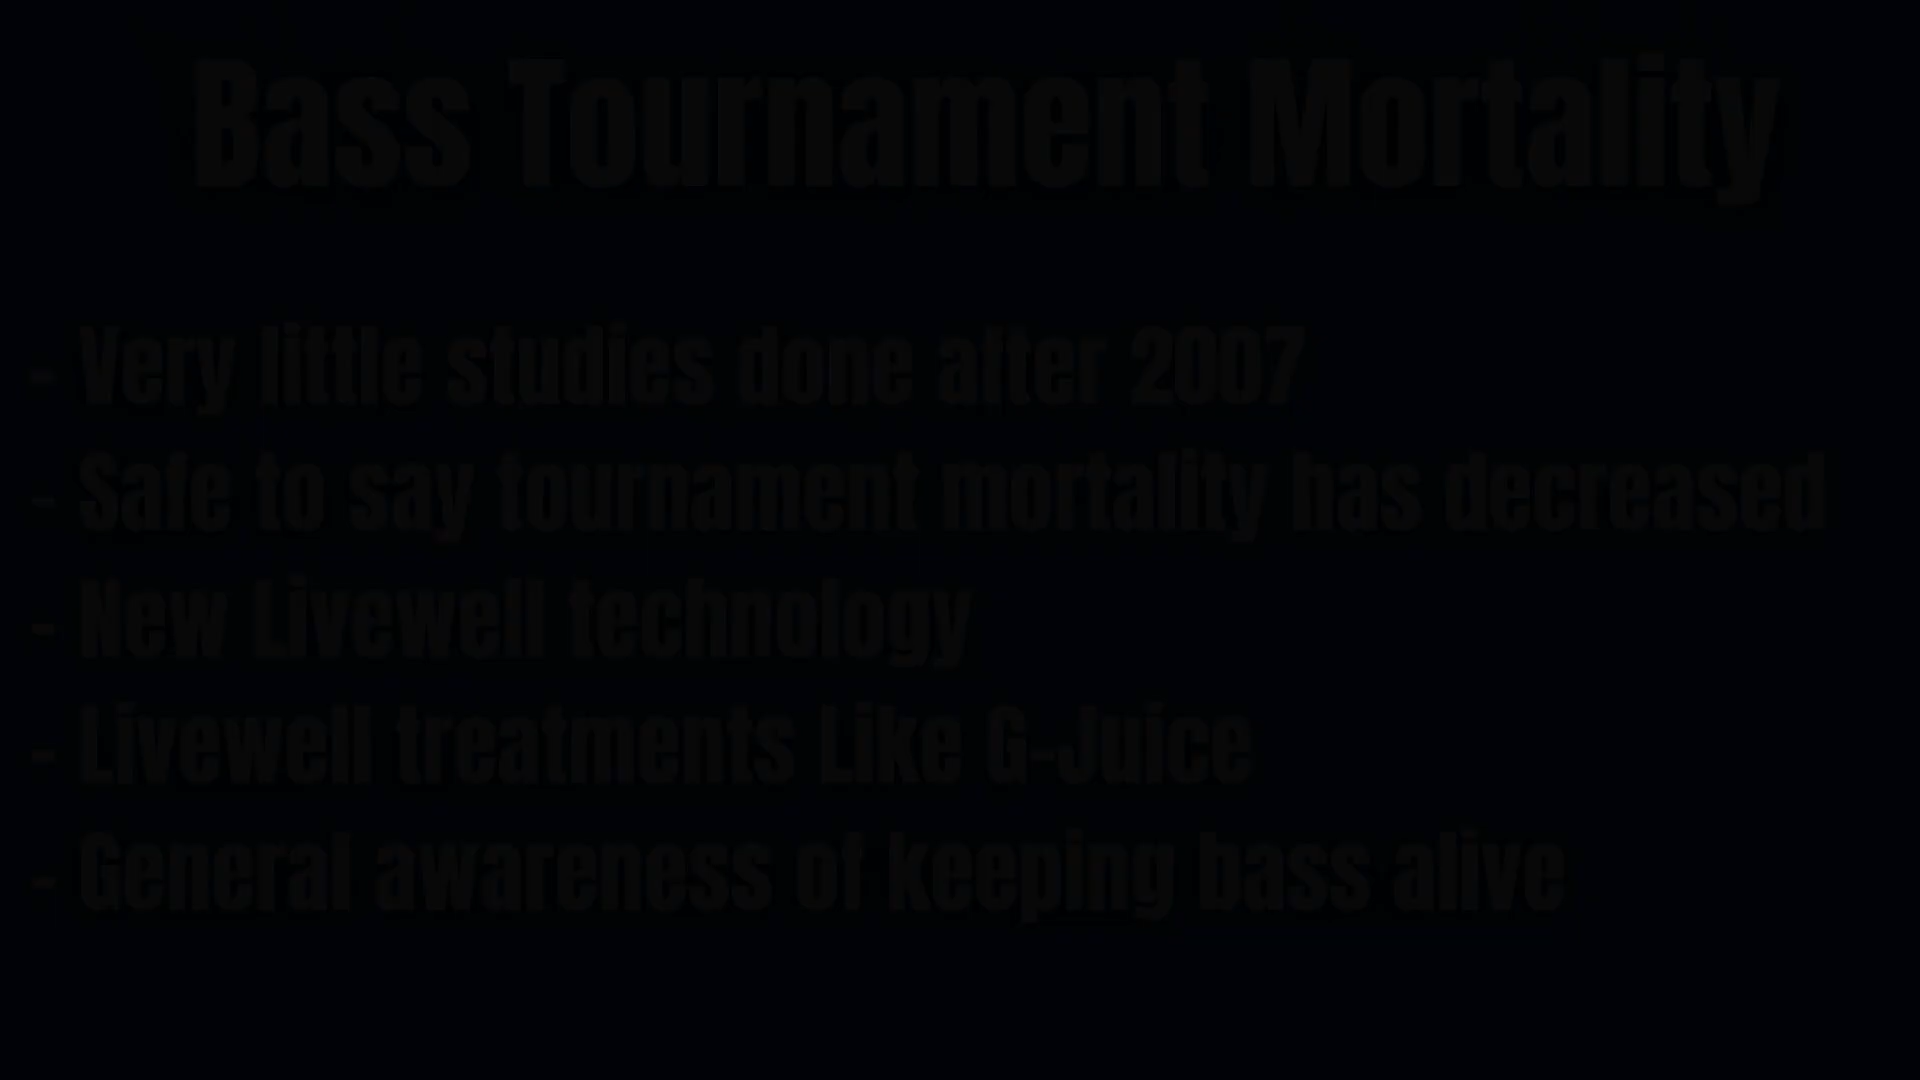 Bass Tournament Mortality
- Very little studies done after 2007
- Safe to say tournament mortality has decreased
- New Livewell technology
- Livewell treatments Like G-Juice
- General awareness of keeping bass alive